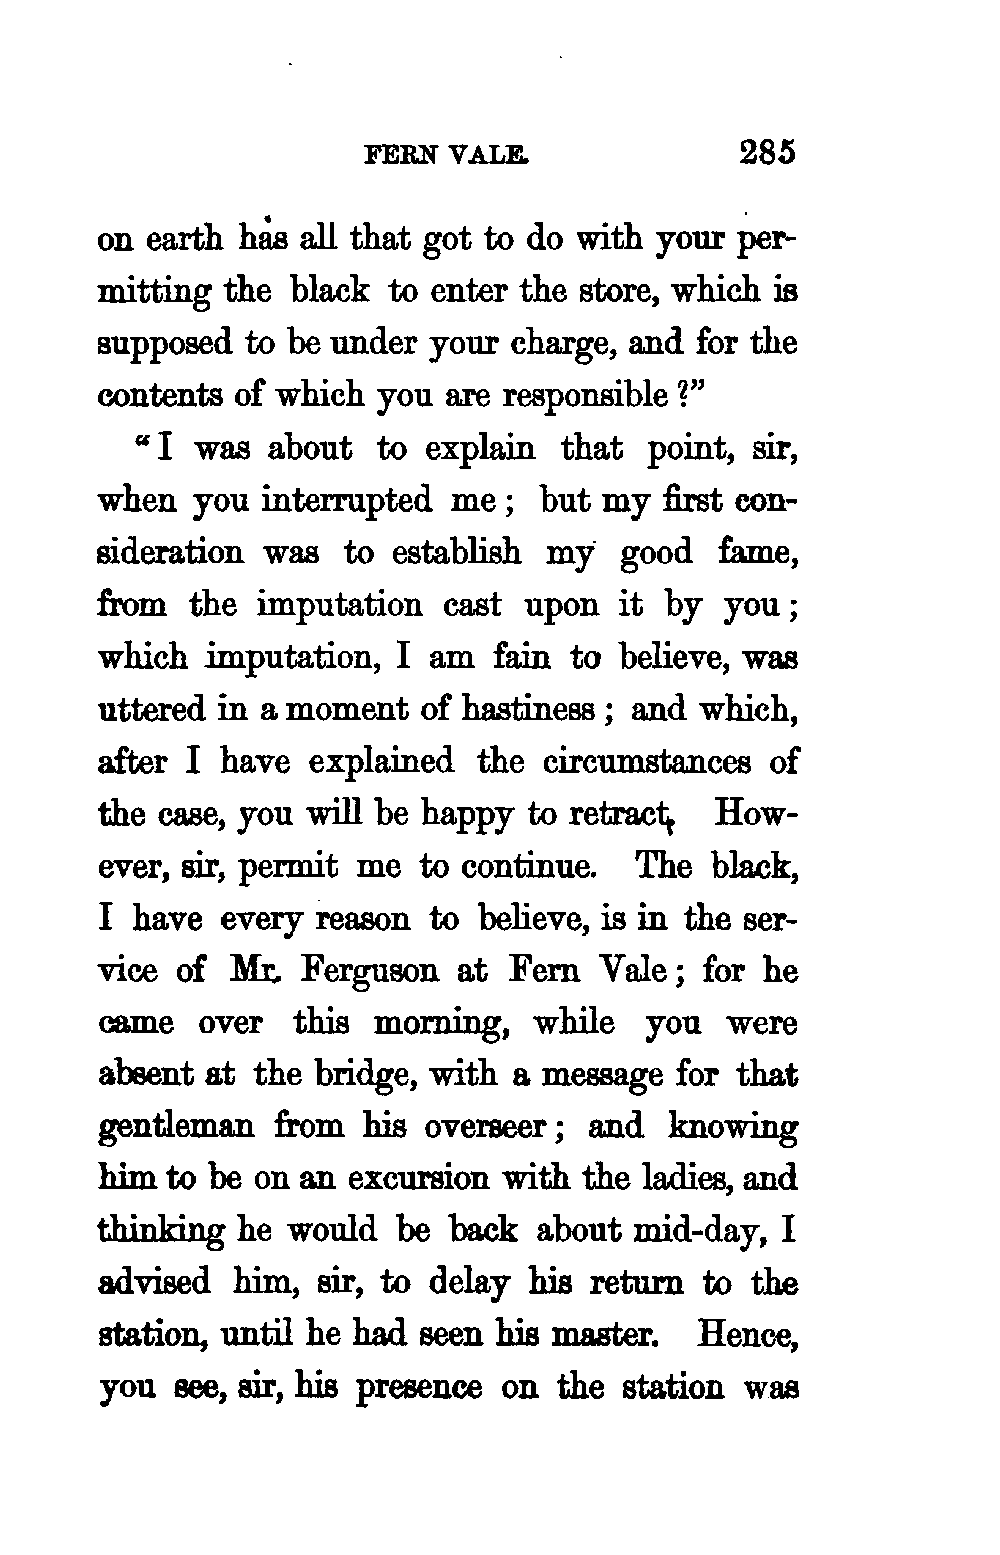 FERN VALE. 285
on earth has all that got to do with your per-
mitting the black to enter the store, which is
supposed to be under your charge, and for the
contents of which you are responsible ?”
“ I was about to explain that point, sir,
when you interrupted me ; but my first con-
sideration was to establish my good fame,
from the imputation cast upon it by you ;
which imputation, I am fain to believe, was
uttered in a moment of hastiness ; and which,
after I have explained the circumstances of
the case, you will be happy to retract, How-
ever, sir, permit me to continue. The black,
I have every reason to believe, is in the ser-
vice of Mr. Ferguson at Fern Vale ; for he
came over this morning, while you were
absent at the bridge, with a message for that
gentleman from his overseer ; and knowing
him to be on an excursion with the ladies, and
thinking he would be back about mid-day, I
advised him, sir, to delay his return to the
station, until he had seen his master. Hence,
you see, sir, his presence on the station was